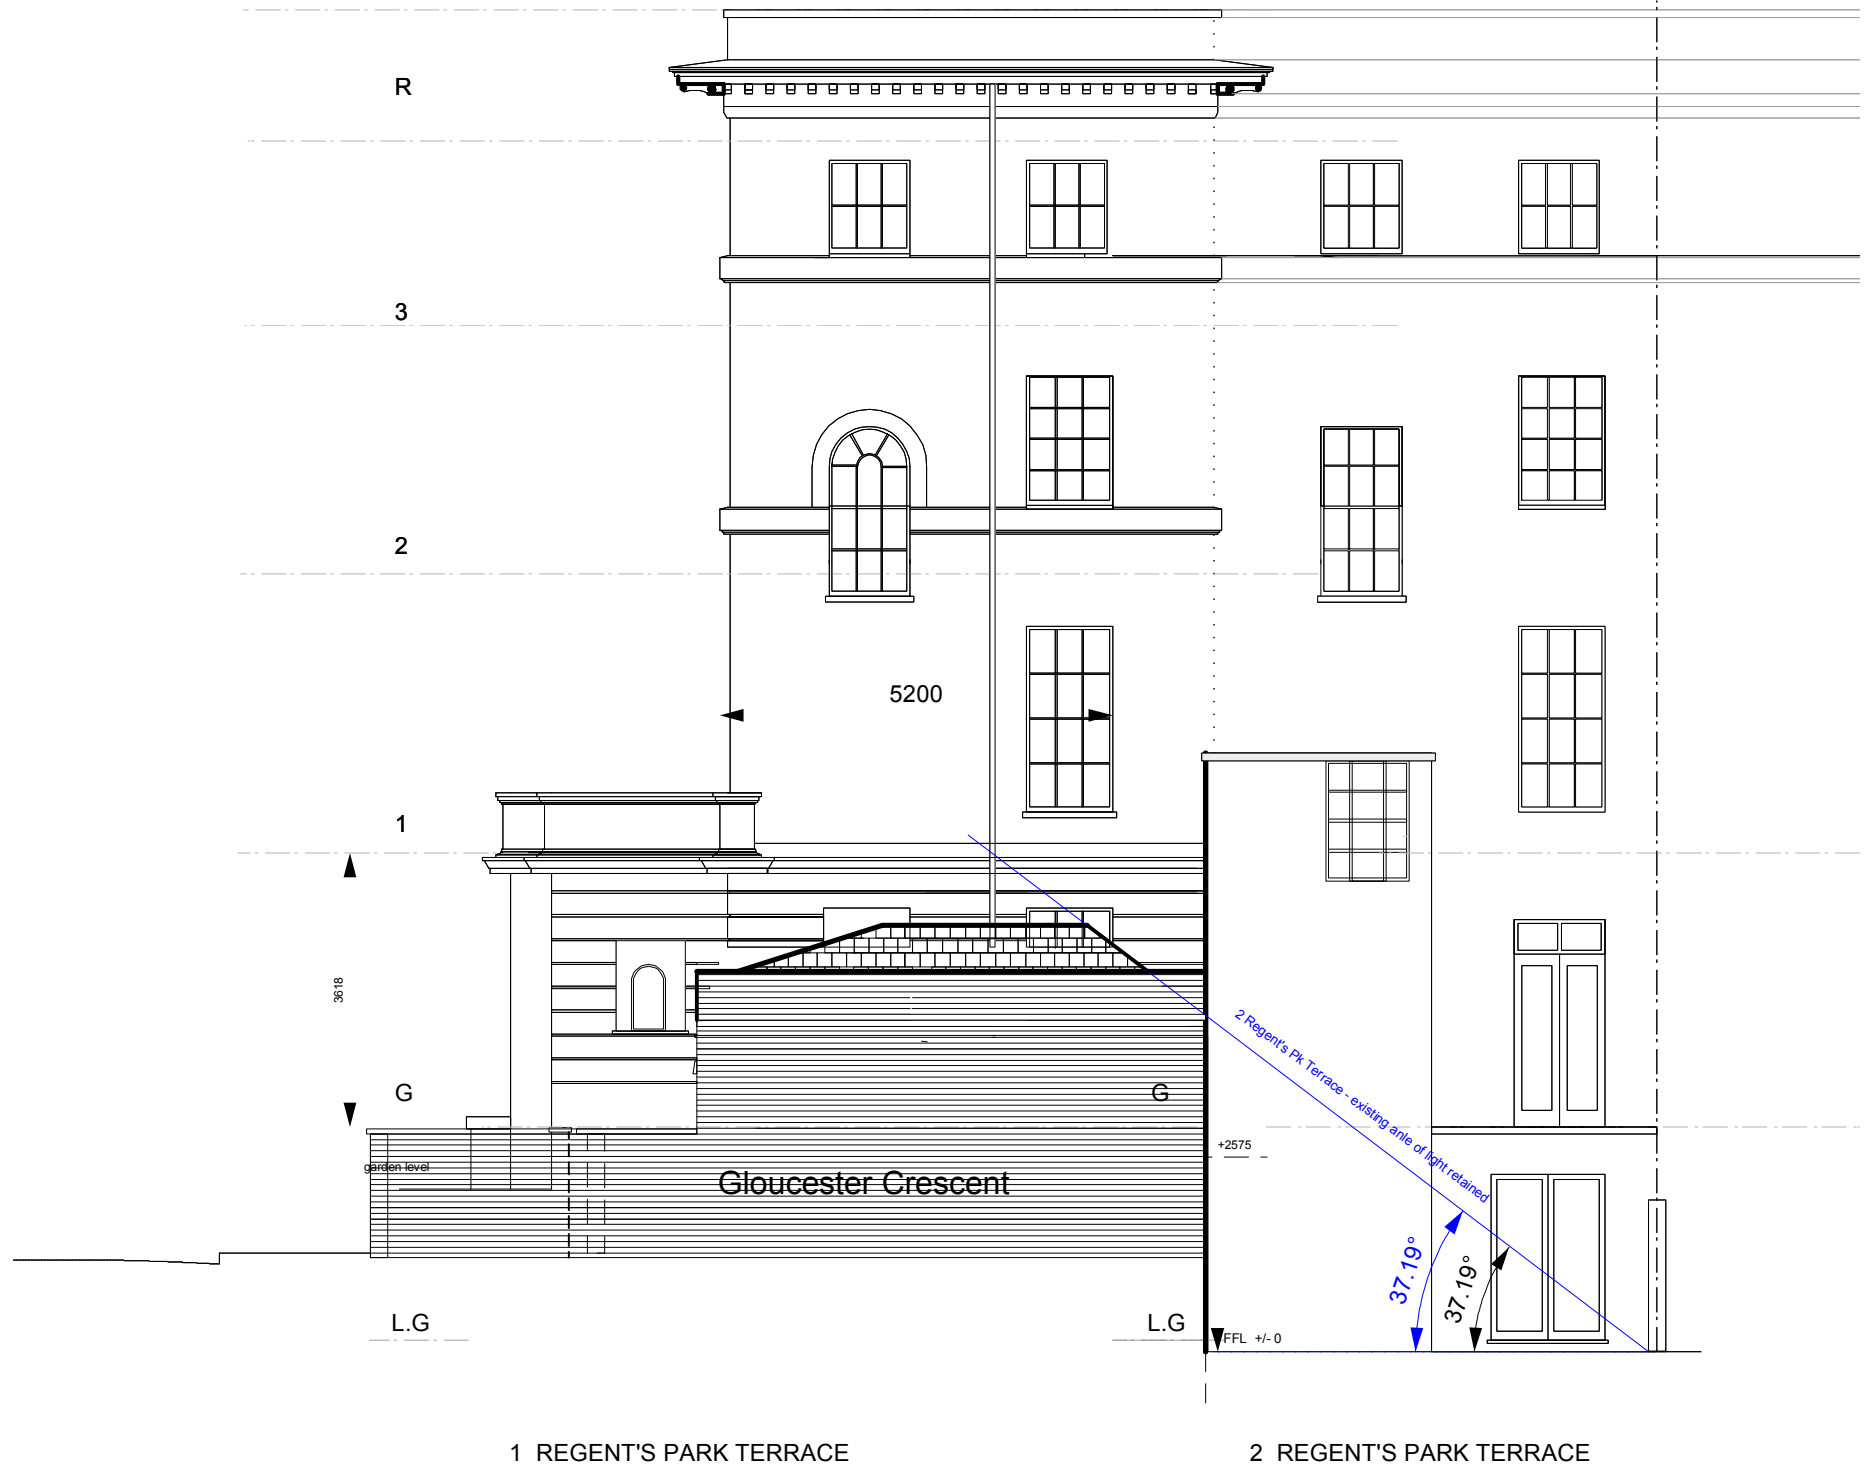 R
3
2
5200
1
3618
G
G
2 Regent's Pk Terrace - existing anle of light retained
+2575
garden level
Gloucester Crescent
37.19°
37.19°
L.G
L.G
FFL +/- 0
1 REGENT'S PARK TERRACE
2 REGENT'S PARK TERRACE